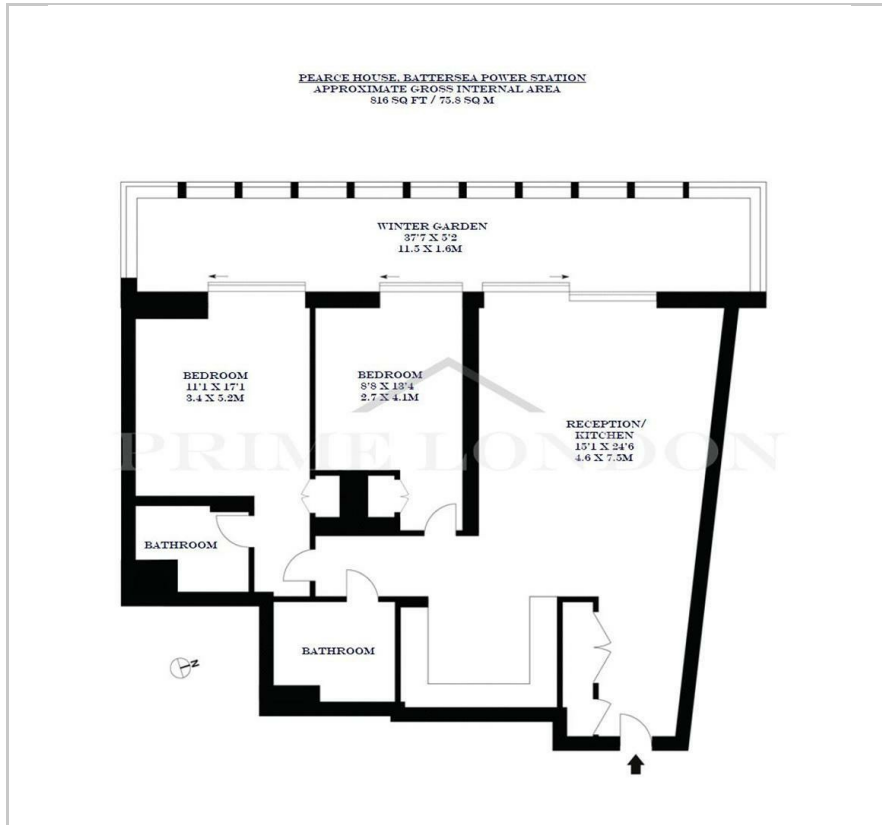 PEARCE HOUSE, BATTERSEA POWER STATION
APPROXIMATE GROSS INTERNAL AREA
816 SQ FT / 75.8 SQ M
WINTER GARDEN
37'7 X 5'2
11.5 X 1.6M
BEDROOM
11'1 X 17'1
3.4 X 5.2M
BEDROOM
8'8 X 13'4
2.7 X 4.1M
RECEPTION/
KITCHEN
15'1 X 24'6
4.6 X 7.5M
PRIME LONDON
BATHROOM
BATHROOM
N